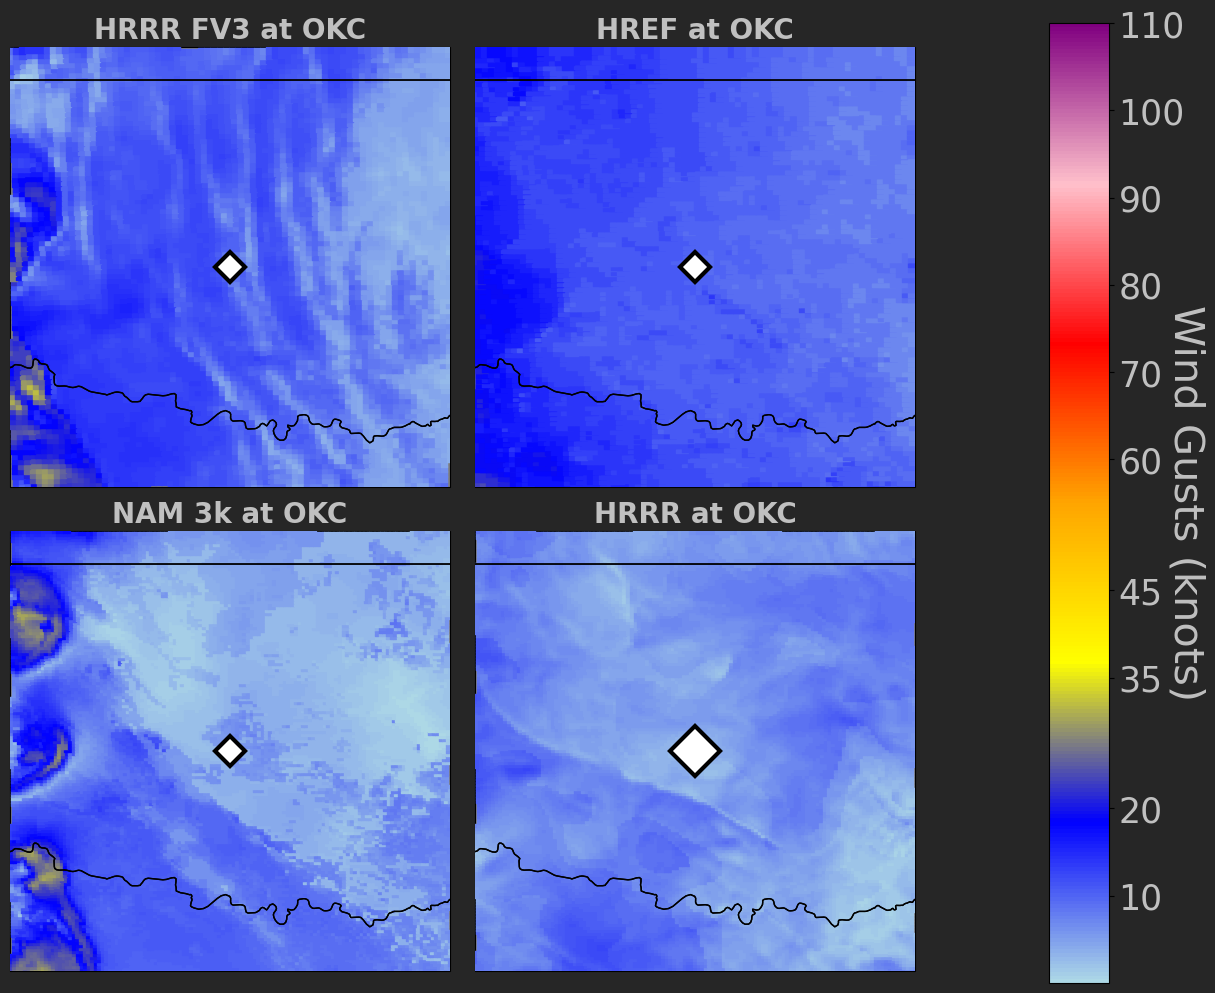 HRRR FV3 at OKC
HREF at OKC
NAM 3k at OKC
HRRR at OKC
110
100
90
80
70
60
45
35
20
10
Wind Gusts (knots)